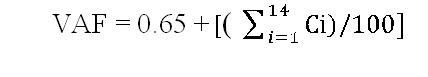 VAF = 0.65 + [( ∑_{i=1}^{14} Ci)/100]